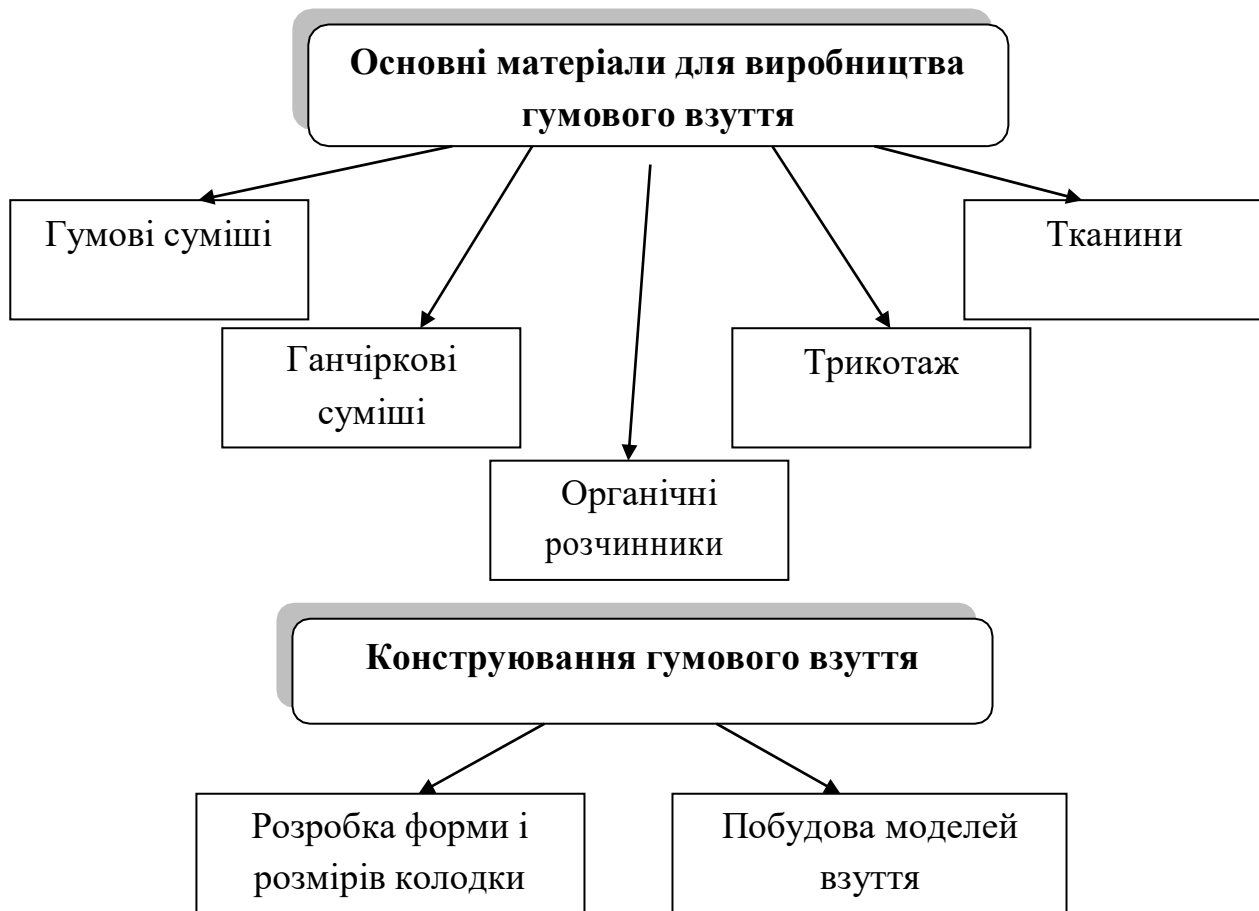 Основні матеріали для виробництва
гумового взуття
Гумові суміші
Тканини
Ганчіркові
суміші
Трикотаж
Органічні
розчинники
Конструювання гумового взуття
Розробка форми і
розмірів колодки
Побудова моделей
взуття